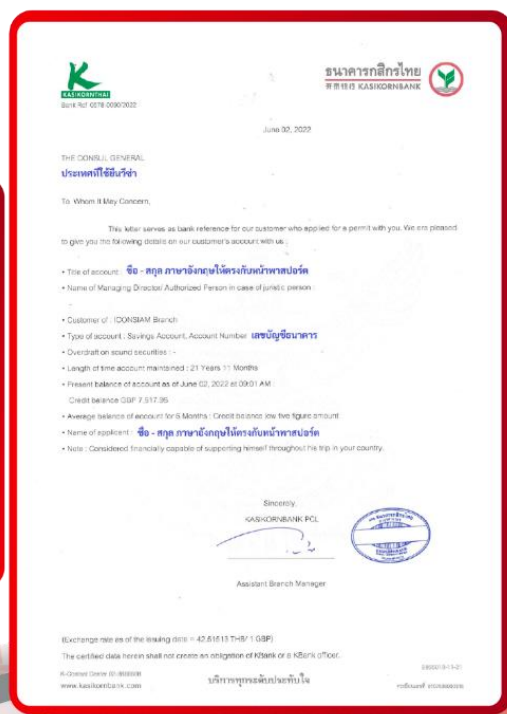 KASIKORNTHAI
ธนาคารกสิกรไทย
开泰银行 KASIKORNBANK
Bank Ref 0578-0090/2022
June 02, 2022
THE CONSUL GENERAL
ประเทศที่ใช้ยื่นวีซ่า
To Whom It May Concern,
This letter serves as bank reference for our customer who applied for a permit with you. We are pleased
to give you the following details on our customer's account with us :
• Title of account : ชื่อ - สกุล ภาษาอังกฤษให้ตรงกับหน้าพาสปอร์ต
• Name of Managing Director/ Authorized Person in case of juristic person :
-
• Customer of : ICONSIAM Branch
• Type of account : Savings Account, Account Number เลขบัญชีธนาคาร
• Overdraft on sound securities : -
• Length of time account maintained : 21 Years 11 Months
• Present balance of account as of June 02, 2022 at 09:01 AM :
Credit balance GBP 7,517.95
• Average balance of account for 6 Months : Credit balance low five figure amount
• Name of applicant : ชื่อ - สกุล ภาษาอังกฤษให้ตรงกับหน้าพาสปอร์ต
• Note : Considered financially capable of supporting himself throughout his trip in your country.
Sincerely,
KASIKORNBANK PCL
Assistant Branch Manager
(Exchange rate as of the issuing date = 42.61613 THB/ 1 GBP)
The certified data herein shall not create an obligation of KBank or a KBank officer.
K-Contact Center 02-8888888
www.kasikornbank.com
บริการทุกระดับประทับใจ